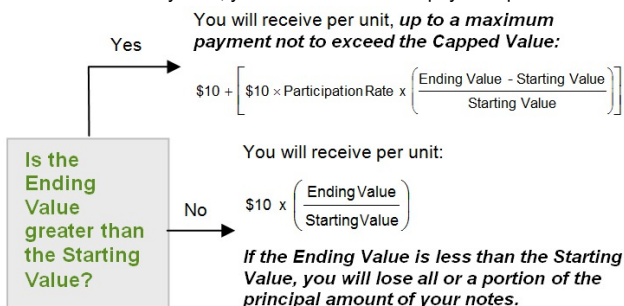 You will receive per unit, up to a maximum
payment not to exceed the Capped Value:
Yes
$10 + [ $10 × Participation Rate x ( Ending Value - Starting Value / Starting Value ) ]
Is the
Ending
Value
greater than
the Starting
Value?
You will receive per unit:
No
$10 x ( Ending Value / Starting Value )
If the Ending Value is less than the Starting
Value, you will lose all or a portion of the
principal amount of your notes.